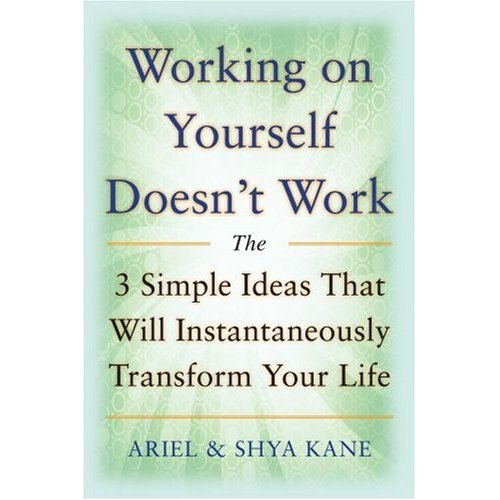 Working on
Yourself
Doesn't Work
The
3 Simple Ideas That
Will Instantaneously
Transform Your Life
ARIEL & SHYA KANE